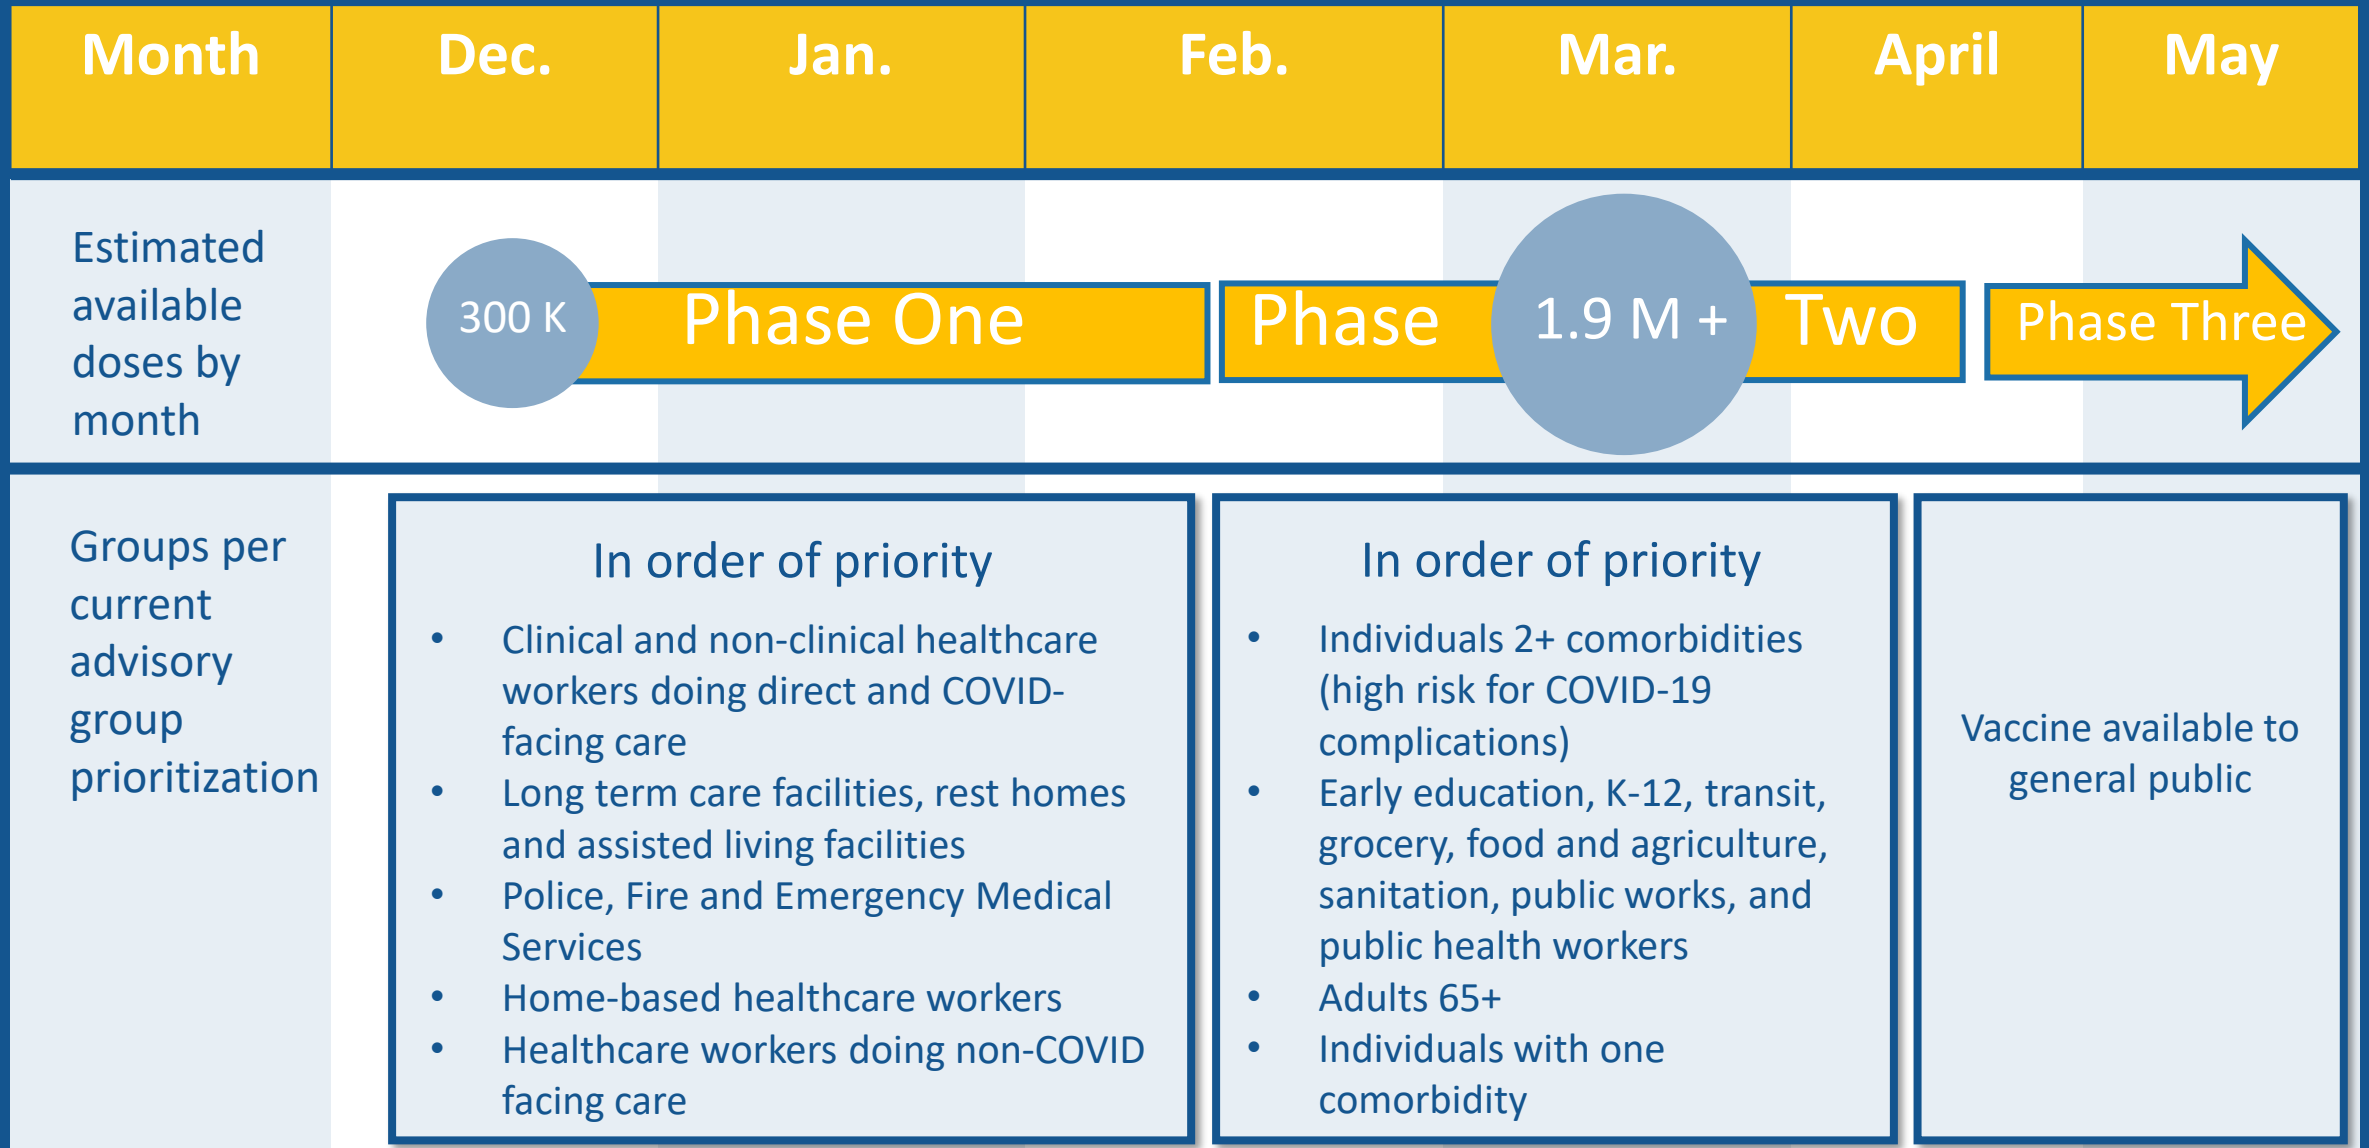 Month Dec. Jan. Feb. Mar. April May
Estimated
available
doses by
month
300 K Phase One Phase 1.9 M + Two Phase Three
Groups per
current
advisory
group
prioritization
In order of priority
• Clinical and non-clinical healthcare
workers doing direct and COVID-
facing care
• Long term care facilities, rest homes
and assisted living facilities
• Police, Fire and Emergency Medical
Services
• Home-based healthcare workers
• Healthcare workers doing non-COVID
facing care
In order of priority
• Individuals 2+ comorbidities
(high risk for COVID-19
complications)
• Early education, K-12, transit,
grocery, food and agriculture,
sanitation, public works, and
public health workers
• Adults 65+
• Individuals with one
comorbidity
Vaccine available to
general public